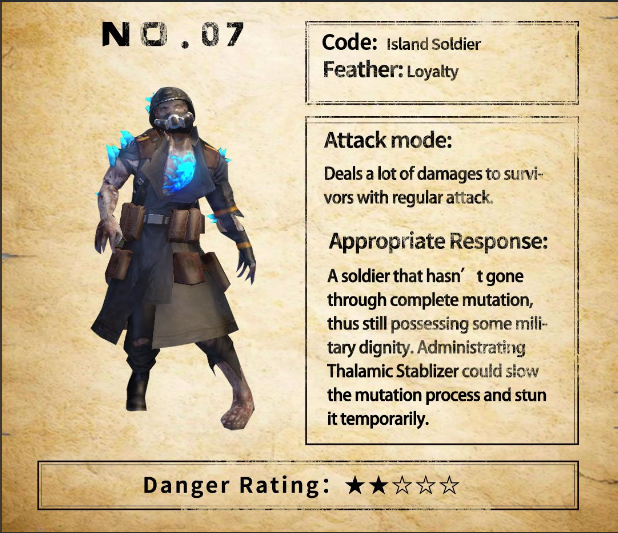 NO.07
Code: Island Soldier
Feather: Loyalty
Attack mode:
Deals a lot of damages to survi-
vors with regular attack.
Appropriate Response:
A soldier that hasn’t gone
through complete mutation,
thus still possessing some mili-
tary dignity. Administrating
Thalamic Stablizer could slow
the mutation process and stun
it temporarily.
Danger Rating: ★★☆☆☆